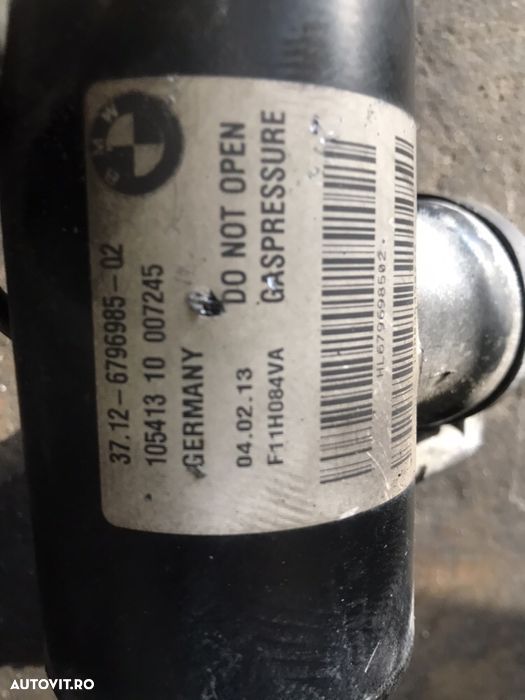 BMW
37.12-6796985-02
105413 10 007245
GERMANY
DO NOT OPEN
04.02.13
GASPRESSURE
F11H084VA
HL679698502.
AUTOVIT.RO